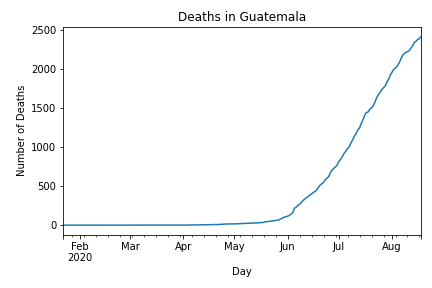 Deaths in Guatemala
Number of Deaths
2500
2000
1500
1000
500
0
Feb Mar Apr May Jun Jul Aug
2020
Day